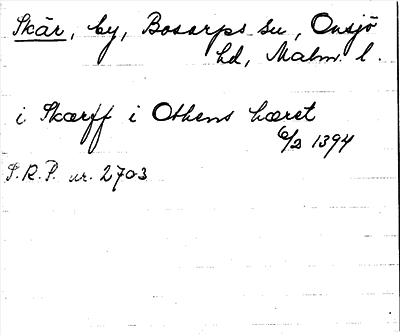 Skär, by, Bosarps sn, Onsjö
hd, Malm. l.
i Skærff i Othens hæret
6/2 1394
S.R.P. nr. 2703